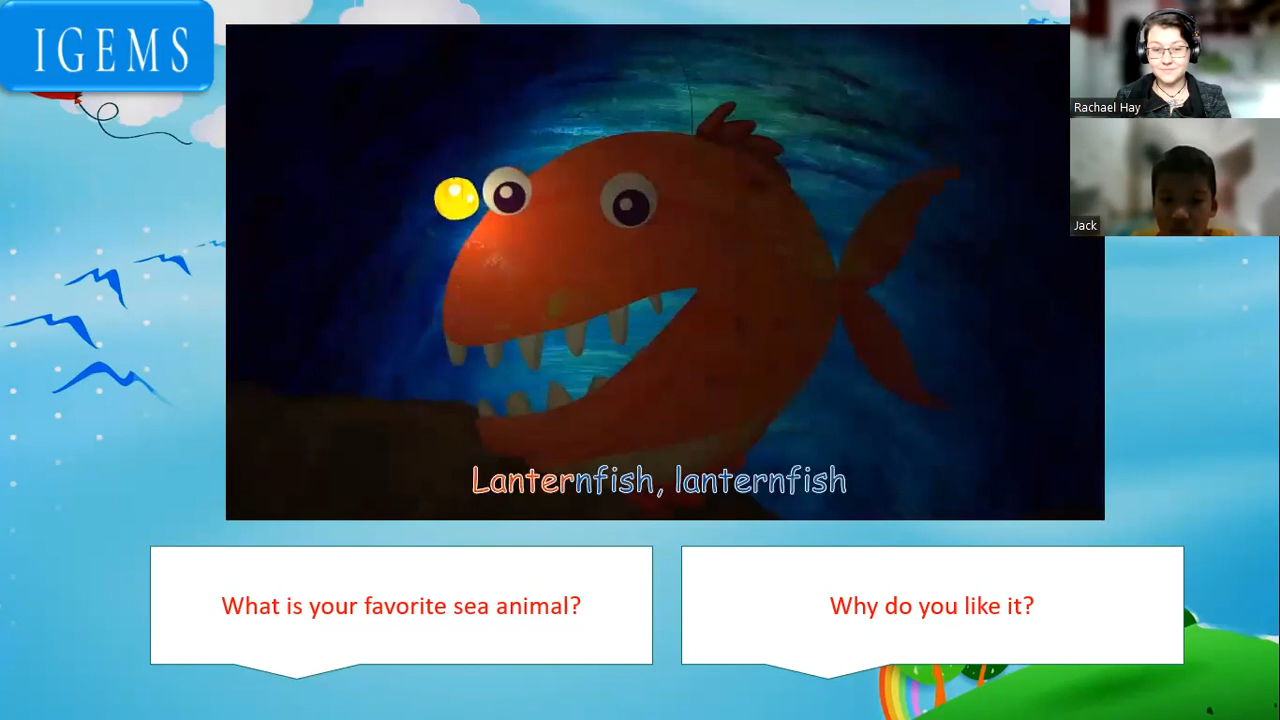 IGEMS
Rachael Hay
Jack
Lanternfish, lanternfish
What is your favorite sea animal?
Why do you like it?